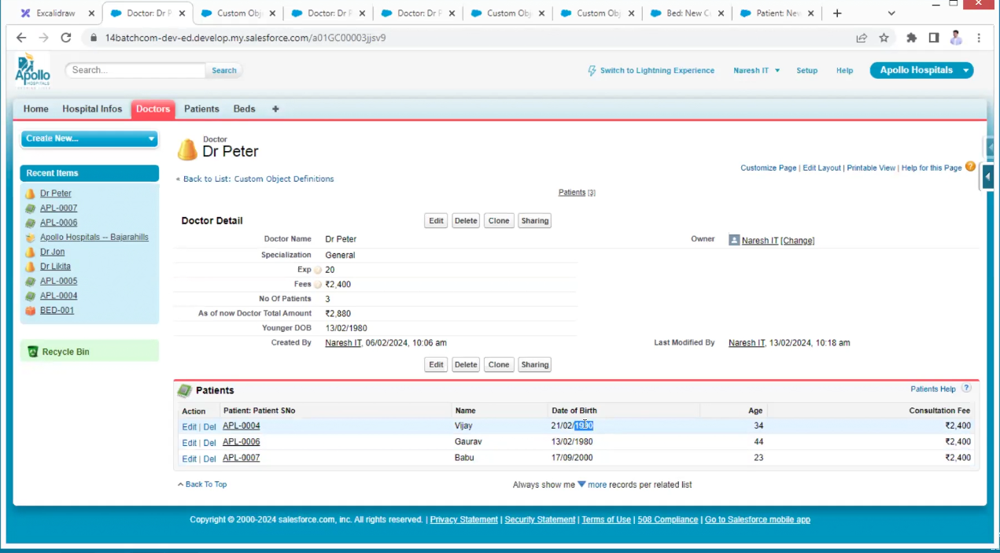 Excalidraw
Doctor: Dr P
Custom Obj
Doctor: Dr P
Doctor: Dr P
Custom Obj
Custom Obj
Bed: New C
Patient: New
14batchcom-dev-ed.develop.my.salesforce.com/a01GC00003jjsv9
Apollo
HOSPITALS
Search...
Search
Switch to Lightning Experience
Naresh IT
Setup
Help
Apollo Hospitals
Home
Hospital Infos
Doctors
Patients
Beds
Create New...
Recent Items
Dr Peter
APL-0007
APL-0006
Apollo Hospitals -- Bajarahills
Dr Jon
Dr Likita
APL-0005
APL-0004
BED-001
Recycle Bin
Doctor
Dr Peter
Customize Page | Edit Layout | Printable View | Help for this Page
« Back to List: Custom Object Definitions
Patients [3]
Doctor Detail
Edit Delete Clone Sharing
Doctor Name Dr Peter
Owner Naresh IT [Change]
Specialization General
Exp 20
Fees ₹2,400
No Of Patients 3
As of now Doctor Total Amount ₹2,880
Younger DOB 13/02/1980
Created By Naresh IT, 06/02/2024, 10:06 am
Last Modified By Naresh IT, 13/02/2024, 10:18 am
Edit Delete Clone Sharing
Patients
Patients Help ?
Action Patient: Patient SNo Name Date of Birth Age Consultation Fee
Edit | Del APL-0004 Vijay 21/02/1990 34 ₹2,400
Edit | Del APL-0006 Gaurav 13/02/1980 44 ₹2,400
Edit | Del APL-0007 Babu 17/09/2000 23 ₹2,400
Back To Top
Always show me more records per related list
Copyright © 2000-2024 salesforce.com, inc. All rights reserved. | Privacy Statement | Security Statement | Terms of Use | 508 Compliance | Go to Salesforce mobile app